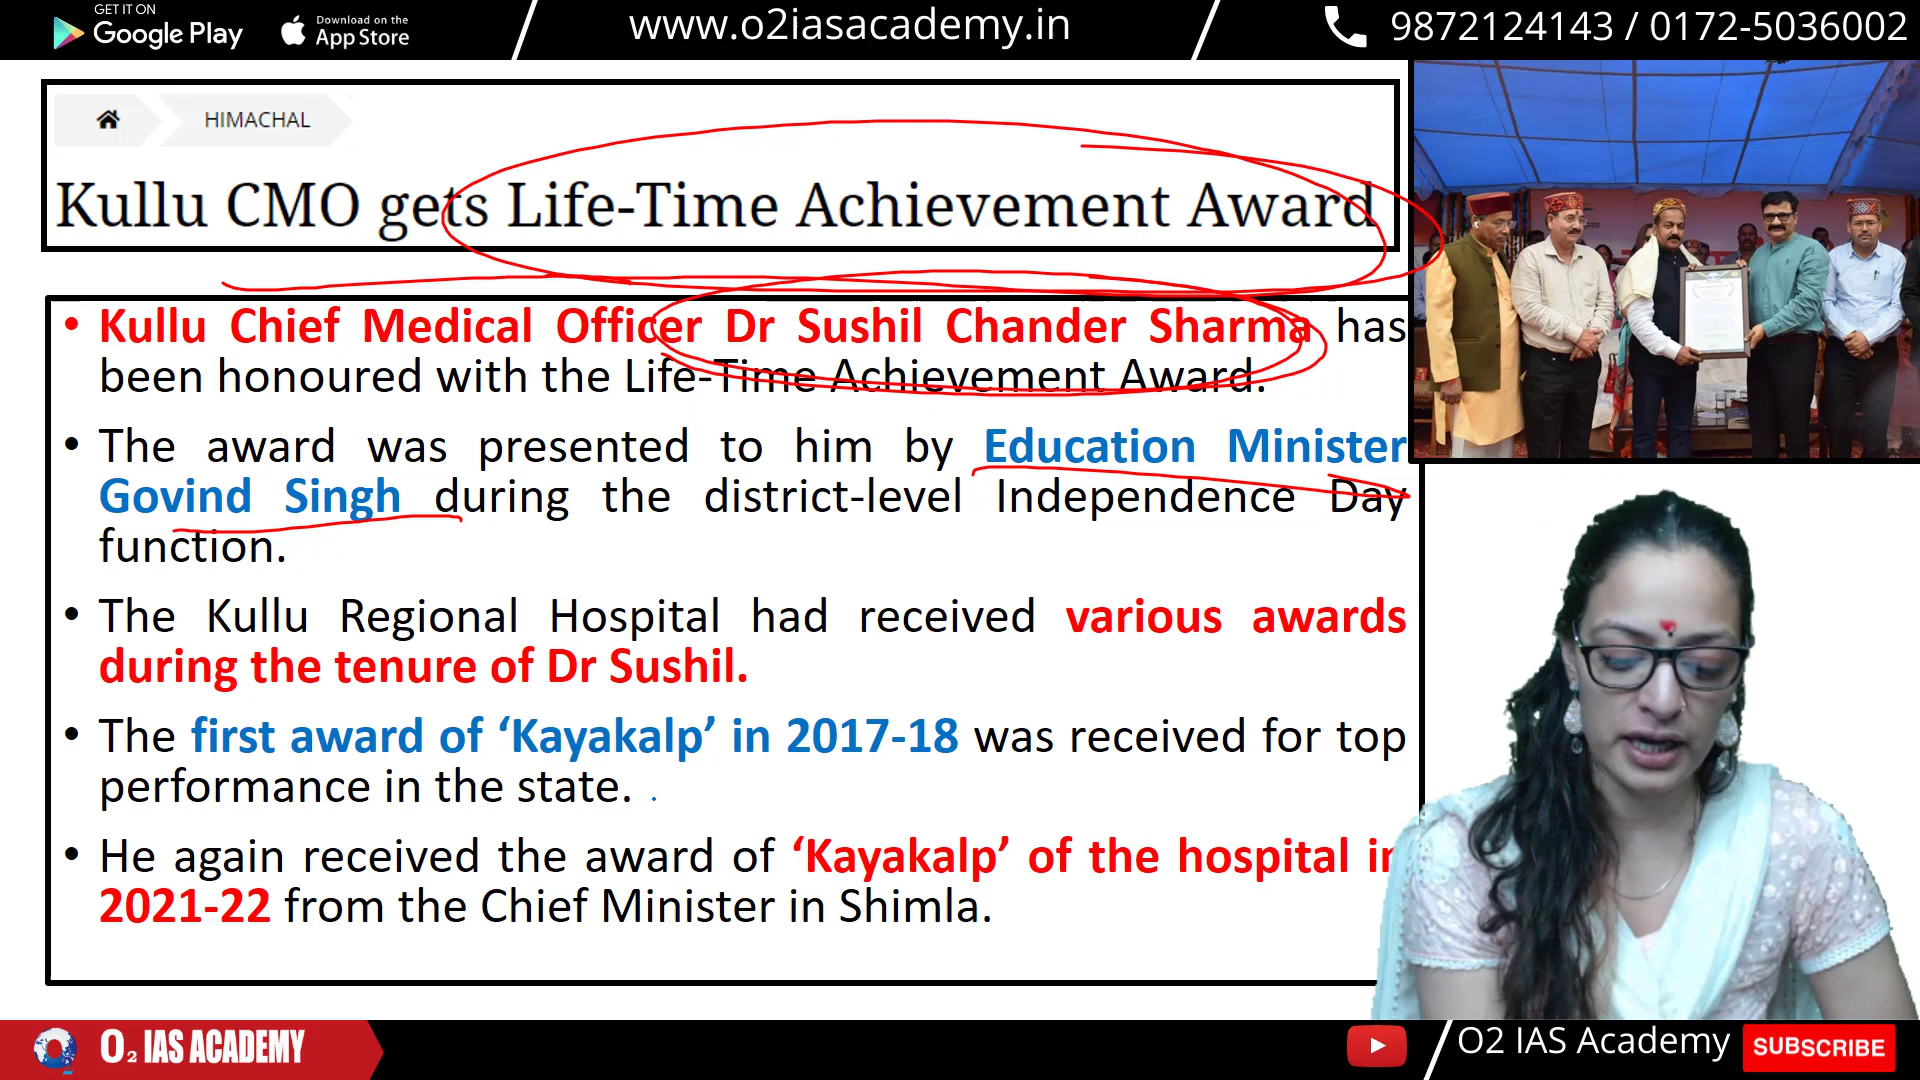 GET IT ON
Google Play
Download on the
App Store
www.o2iasacademy.in
9872124143 / 0172-5036002
HIMACHAL
Kullu CMO gets Life-Time Achievement Award
• Kullu Chief Medical Officer Dr Sushil Chander Sharma has
been honoured with the Life-Time Achievement Award.
• The award was presented to him by Education Minister
Govind Singh during the district-level Independence Day
function.
• The Kullu Regional Hospital had received various awards
during the tenure of Dr Sushil.
• The first award of ‘Kayakalp’ in 2017-18 was received for top
performance in the state.
• He again received the award of ‘Kayakalp’ of the hospital in
2021-22 from the Chief Minister in Shimla.
O2 IAS ACADEMY
O2 IAS Academy
SUBSCRIBE